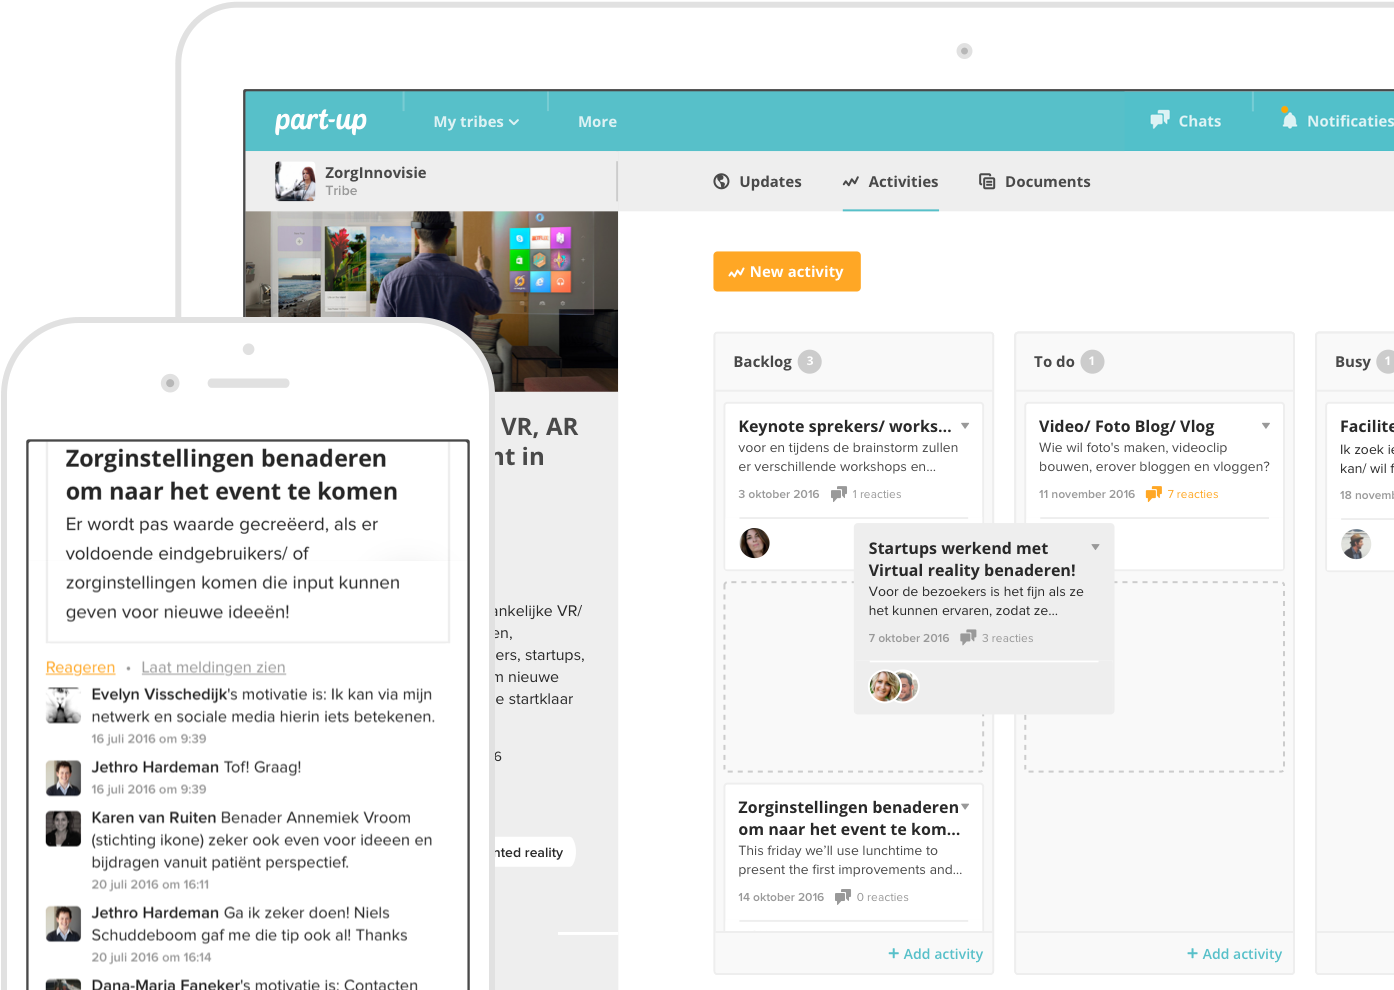 part-up
My tribes
More
Chats
Notificaties
ZorgInnovisie
Tribe
Updates
Activities
Documents
New activity
VR, AR
nt in
ankelijke VR/
en,
ers, startups,
m nieuwe
e startklaar
6
nted reality
Backlog 3
Keynote sprekers/ works...
voor en tijdens de brainstorm zullen
er verschillende workshops en...
3 oktober 2016 1 reacties
Startups werkend met
Virtual reality benaderen!
Voor de bezoekers is het fijn als ze
het kunnen ervaren, zodat ze...
7 oktober 2016 3 reacties
Zorginstellingen benaderen
om naar het event te kom...
This friday we'll use lunchtime to
present the first improvements and...
14 oktober 2016 0 reacties
+ Add activity
To do 1
Video/ Foto Blog/ Vlog
Wie wil foto's maken, videoclip
bouwen, erover bloggen en vloggen?
11 november 2016 7 reacties
+ Add activity
Busy 1
Facilite
Ik zoek ie
kan/ wil f
18 novemb
Zorginstellingen benaderen
om naar het event te komen
Er wordt pas waarde gecreëerd, als er
voldoende eindgebruikers/ of
zorginstellingen komen die input kunnen
geven voor nieuwe ideeën!
Reageren • Laat meldingen zien
Evelyn Visschedijk's motivatie is: Ik kan via mijn
netwerk en sociale media hierin iets betekenen.
16 juli 2016 om 9:39
Jethro Hardeman Tof! Graag!
16 juli 2016 om 9:39
Karen van Ruiten Benader Annemiek Vroom
(stichting ikone) zeker ook even voor ideeen en
bijdragen vanuit patiënt perspectief.
20 juli 2016 om 16:11
Jethro Hardeman Ga ik zeker doen! Niels
Schuddeboom gaf me die tip ook al! Thanks
20 juli 2016 om 16:14
Dana-Maria Faneker's motivatie is: Contacten